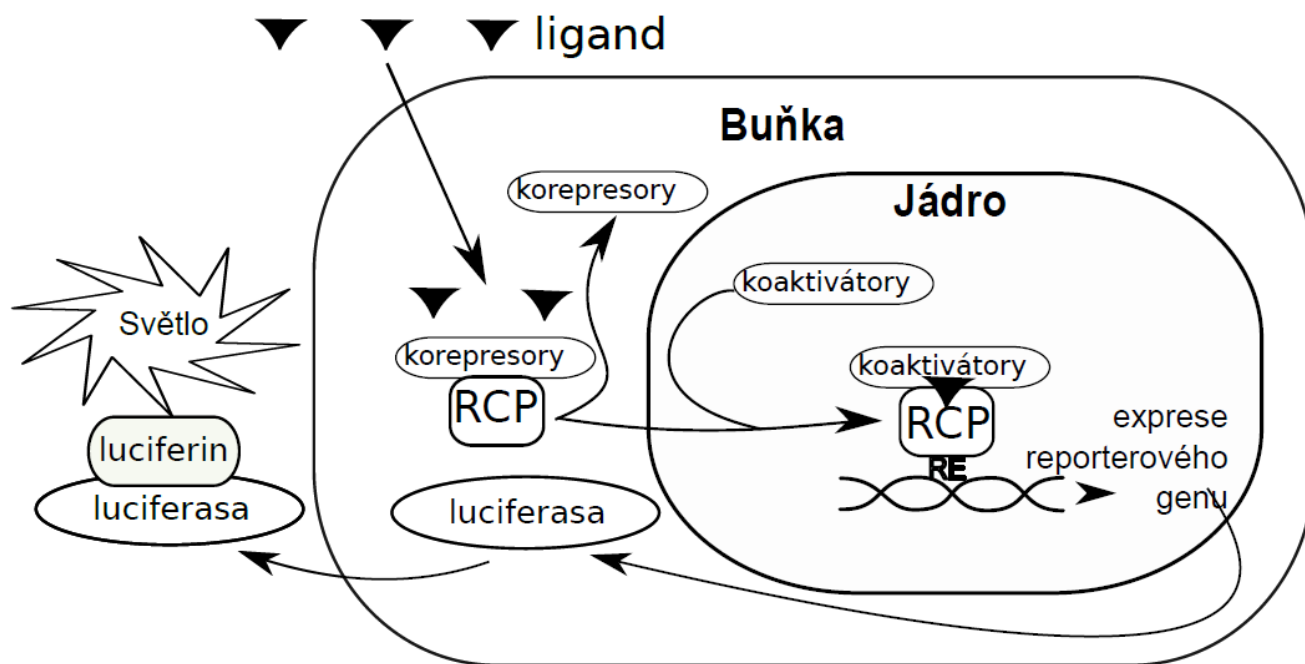 ligand
Buňka
korepresory
Jádro
koaktivátory
Světlo
korepresory
RCP
koaktivátory
RCP
RE
exprese
reporterového
genu
luciferin
luciferasa
luciferasa